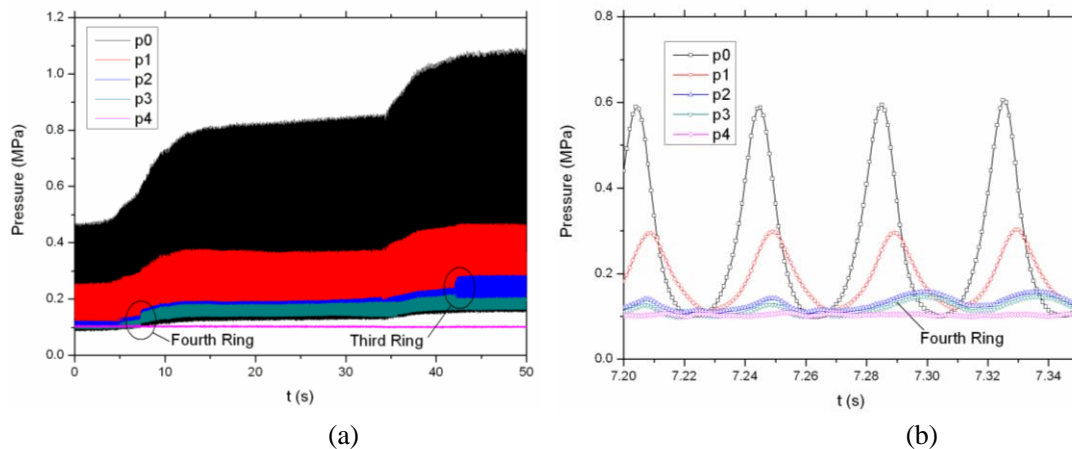 1.2
1.0
0.8
0.6
0.4
0.2
0.0
Pressure (MPa)
p0
p1
p2
p3
p4
Fourth Ring
Third Ring
0 10 20 30 40 50
t (s)
(a)
0.8
0.6
0.4
0.2
0.0
Pressure (MPa)
p0
p1
p2
p3
p4
Fourth Ring
7.20 7.22 7.24 7.26 7.28 7.30 7.32 7.34
t (s)
(b)